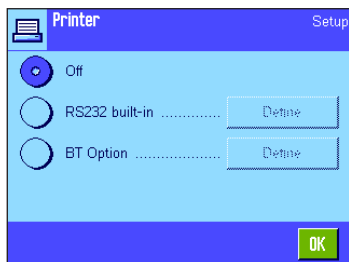 Printer Setup
Off
RS232 built-in .............. Define
BT Option .................... Define
OK